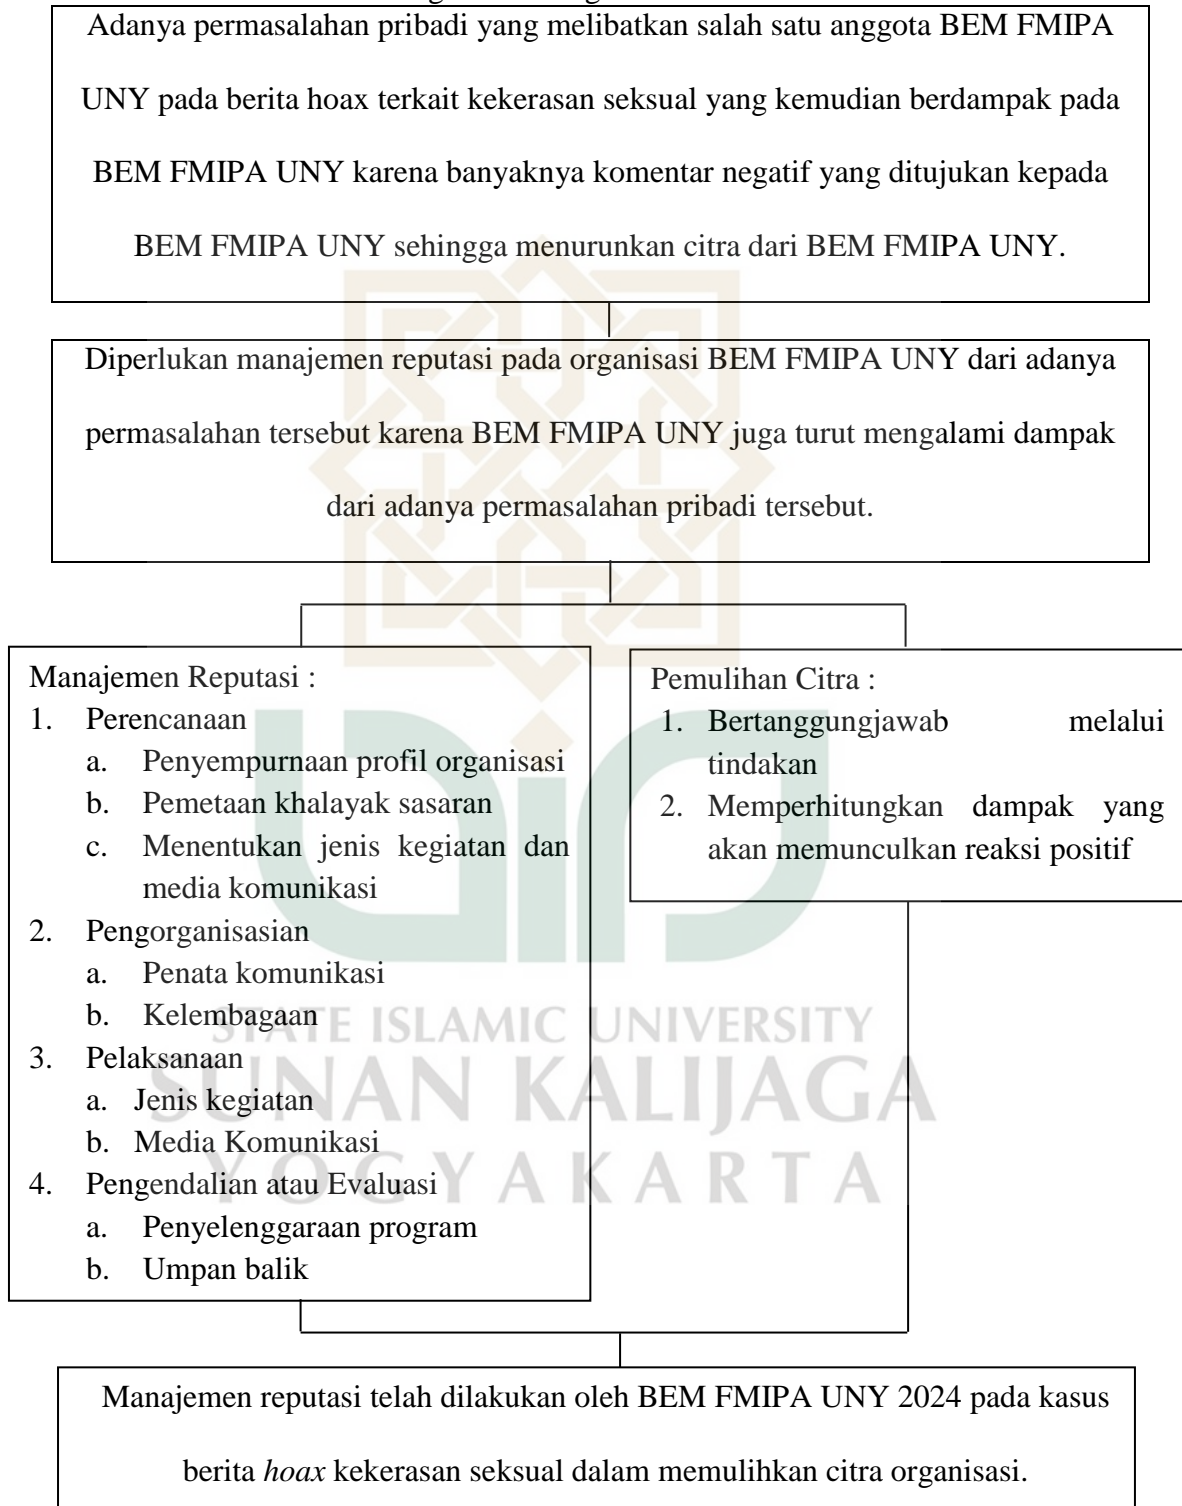 Adanya permasalahan pribadi yang melibatkan salah satu anggota BEM FMIPA
UNY pada berita hoax terkait kekerasan seksual yang kemudian berdampak pada
BEM FMIPA UNY karena banyaknya komentar negatif yang ditujukan kepada
BEM FMIPA UNY sehingga menurunkan citra dari BEM FMIPA UNY.
Diperlukan manajemen reputasi pada organisasi BEM FMIPA UNY dari adanya
permasalahan tersebut karena BEM FMIPA UNY juga turut mengalami dampak
dari adanya permasalahan pribadi tersebut.
Manajemen Reputasi :
1. Perencanaan
a. Penyempurnaan profil organisasi
b. Pemetaan khalayak sasaran
c. Menentukan jenis kegiatan dan
media komunikasi
2. Pengorganisasian
a. Penata komunikasi
b. Kelembagaan
3. Pelaksanaan
a. Jenis kegiatan
b. Media Komunikasi
4. Pengendalian atau Evaluasi
a. Penyelenggaraan program
b. Umpan balik
Pemulihan Citra :
1. Bertanggungjawab melalui
tindakan
2. Memperhitungkan dampak yang
akan memunculkan reaksi positif
STATE ISLAMIC UNIVERSITY
SUNAN KALIJAGA
YOGYAKARTA
Manajemen reputasi telah dilakukan oleh BEM FMIPA UNY 2024 pada kasus
berita hoax kekerasan seksual dalam memulihkan citra organisasi.